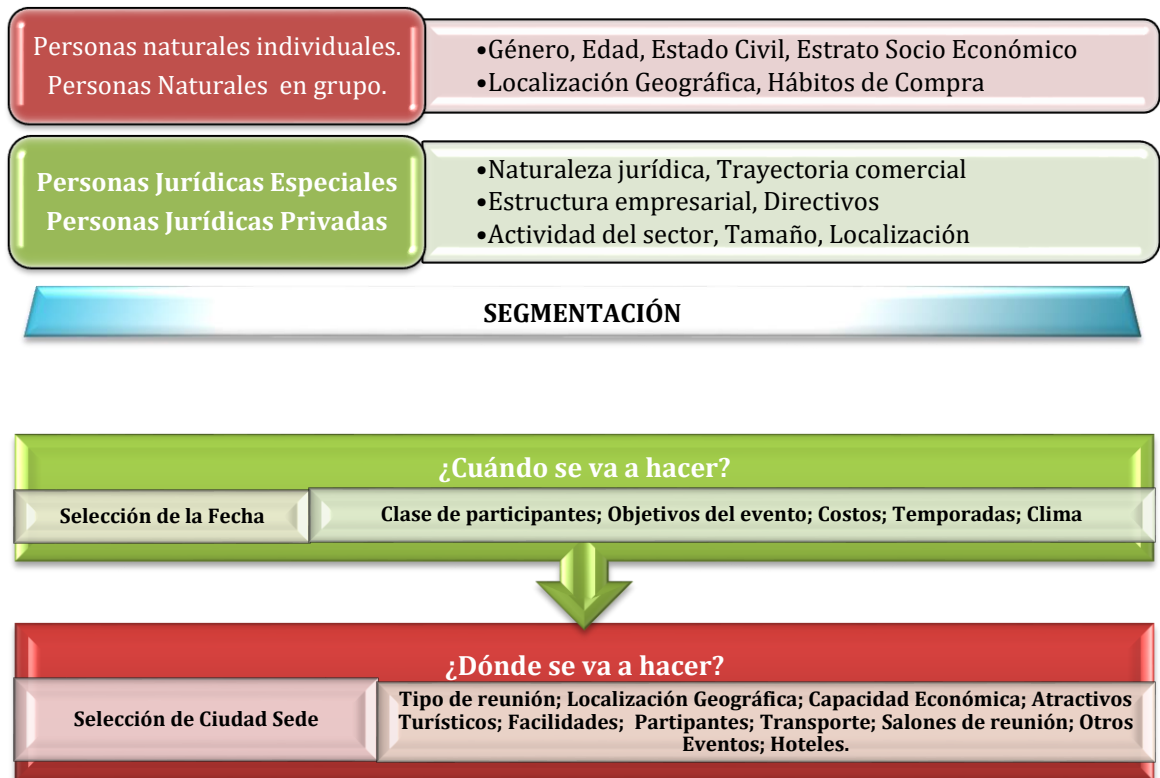 Personas naturales individuales.
Personas Naturales en grupo.
•Género, Edad, Estado Civil, Estrato Socio Económico
•Localización Geográfica, Hábitos de Compra
Personas Jurídicas Especiales
Personas Jurídicas Privadas
•Naturaleza jurídica, Trayectoria comercial
•Estructura empresarial, Directivos
•Actividad del sector, Tamaño, Localización
SEGMENTACIÓN
¿Cuándo se va a hacer?
Selección de la Fecha
Clase de participantes; Objetivos del evento; Costos; Temporadas; Clima
¿Dónde se va a hacer?
Selección de Ciudad Sede
Tipo de reunión; Localización Geográfica; Capacidad Económica; Atractivos
Turísticos; Facilidades; Partipantes; Transporte; Salones de reunión; Otros
Eventos; Hoteles.